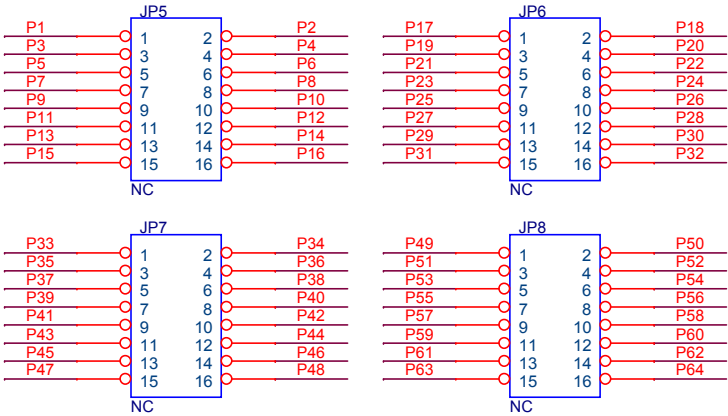 JP5
P1 1 2 P2
P3 3 4 P4
P5 5 6 P6
P7 7 8 P8
P9 9 10 P10
P11 11 12 P12
P13 13 14 P14
P15 15 16 P16
NC
JP6
P17 1 2 P18
P19 3 4 P20
P21 5 6 P22
P23 7 8 P24
P25 9 10 P26
P27 11 12 P28
P29 13 14 P30
P31 15 16 P32
NC
JP7
P33 1 2 P34
P35 3 4 P36
P37 5 6 P38
P39 7 8 P40
P41 9 10 P42
P43 11 12 P44
P45 13 14 P46
P47 15 16 P48
NC
JP8
P49 1 2 P50
P51 3 4 P52
P53 5 6 P54
P55 7 8 P56
P57 9 10 P58
P59 11 12 P60
P61 13 14 P62
P63 15 16 P64
NC